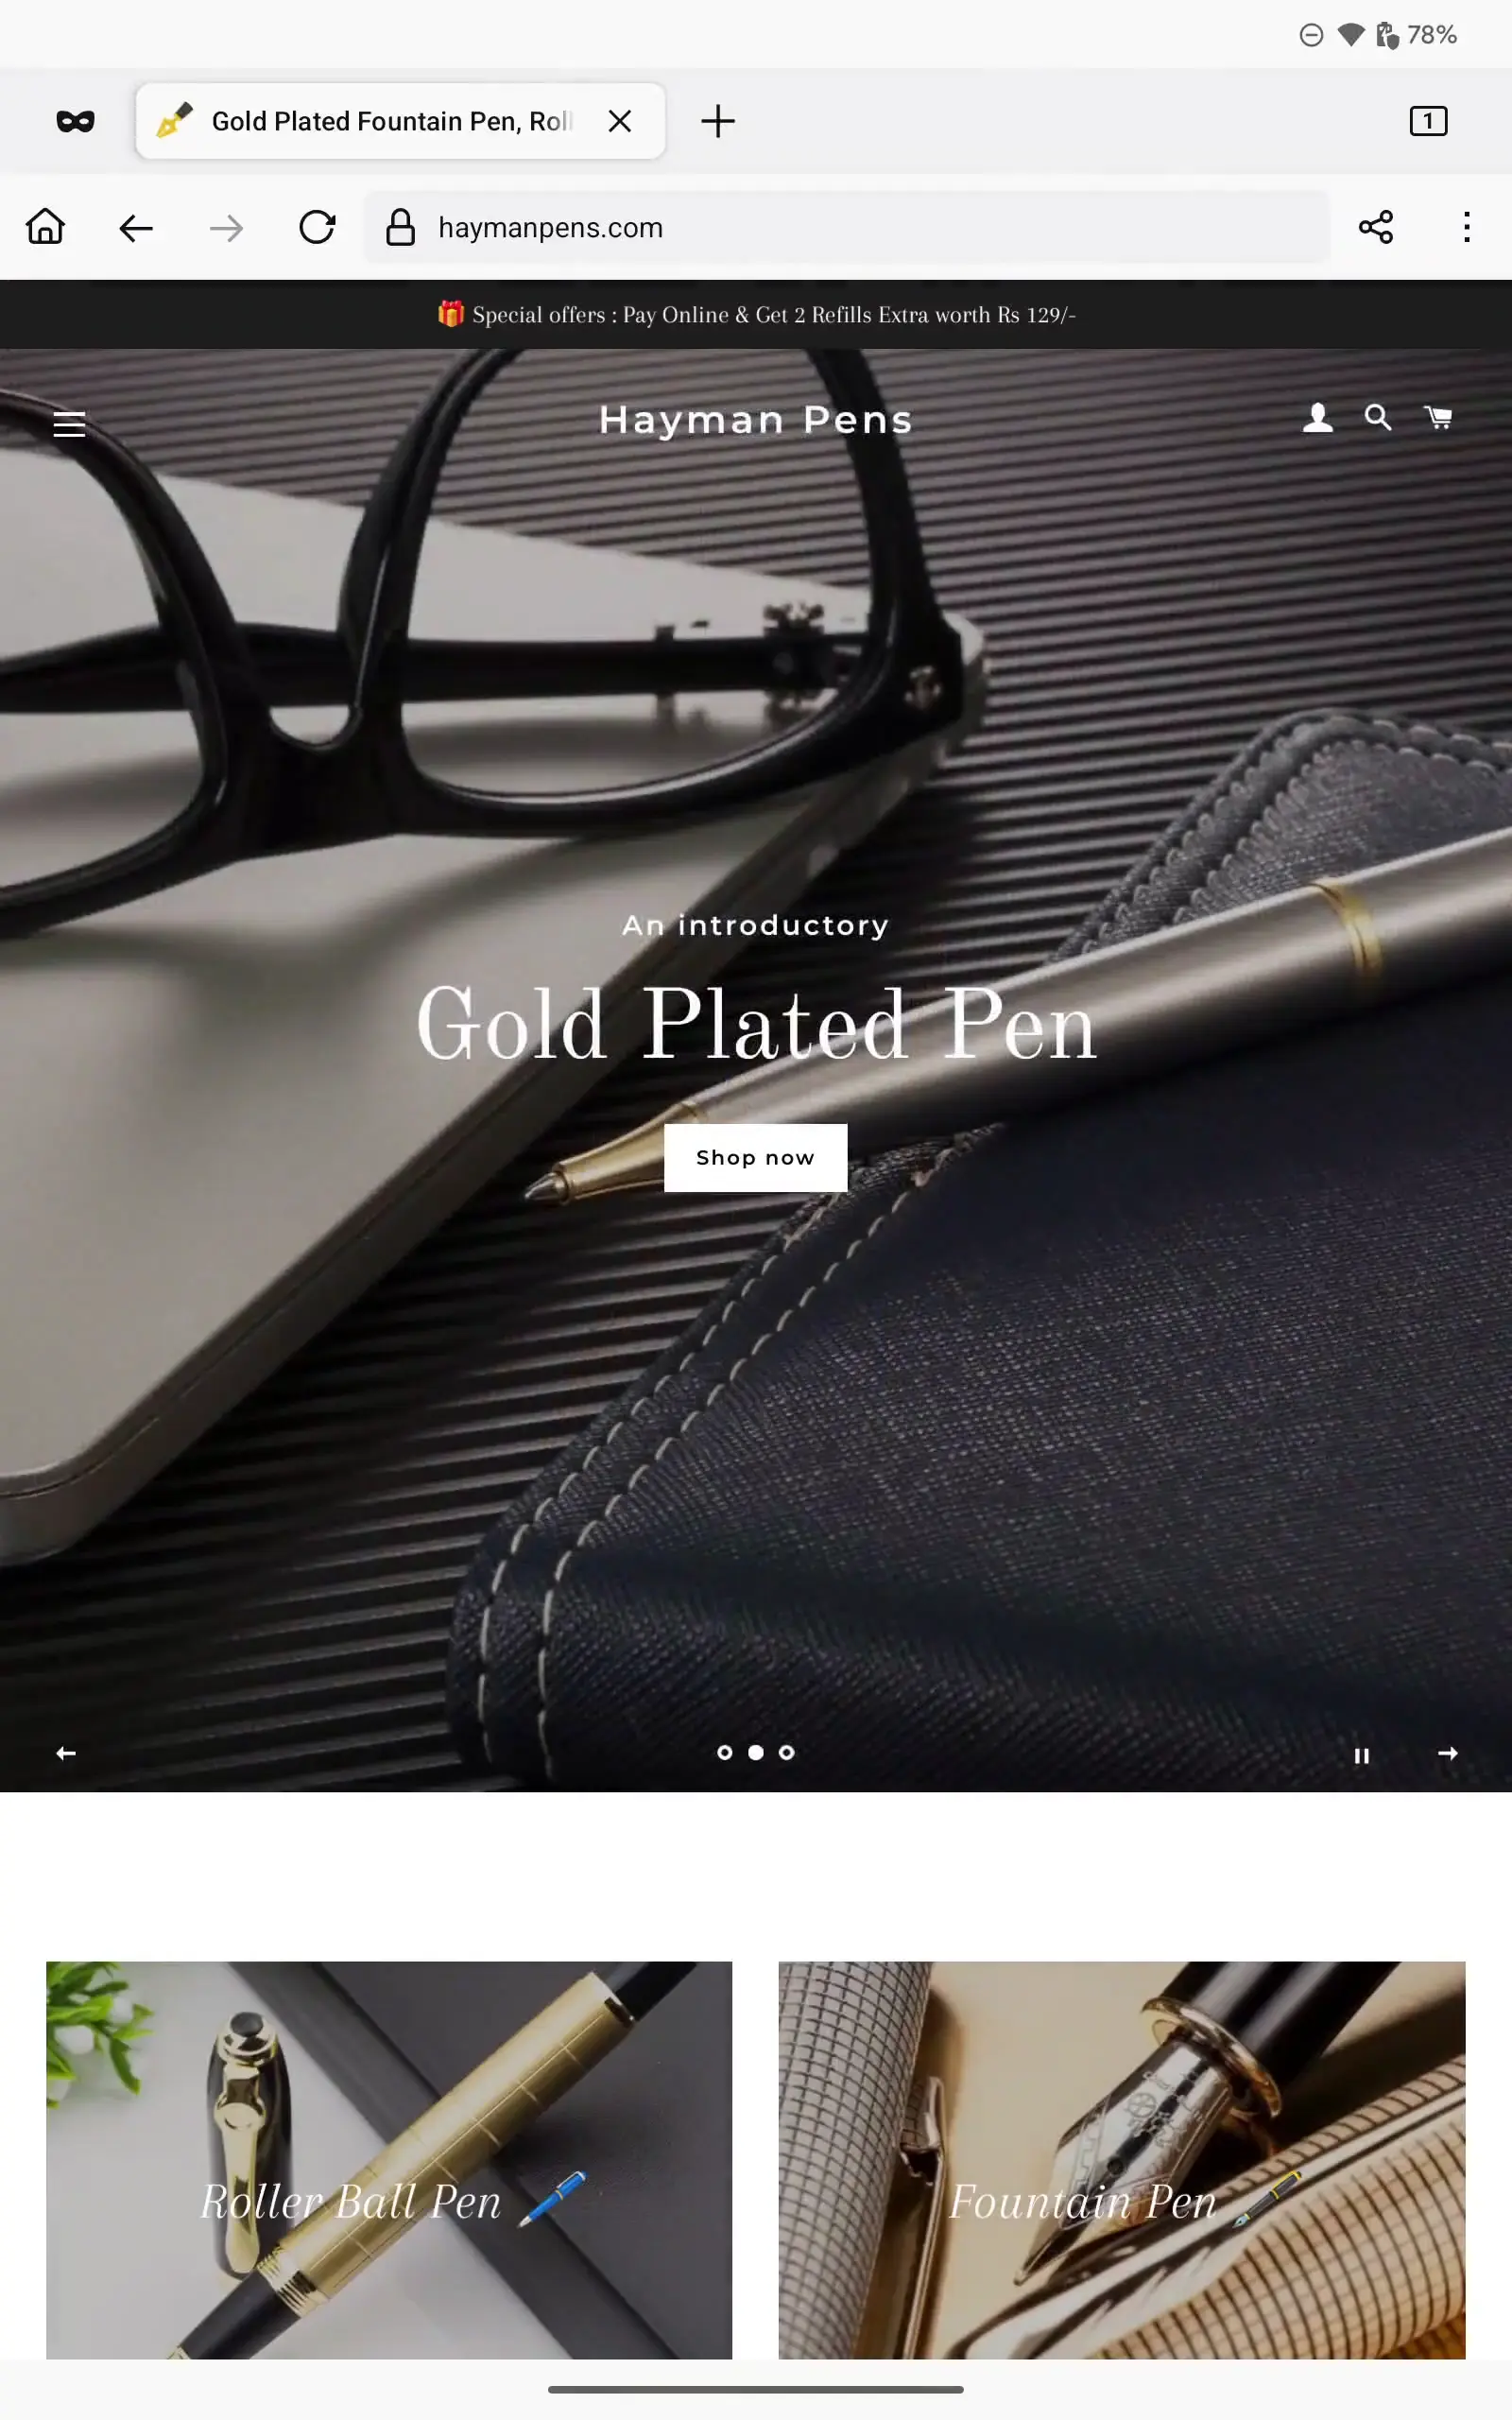 78%
Gold Plated Fountain Pen, Roll
1
haymanpens.com
🎁 Special offers : Pay Online & Get 2 Refills Extra worth Rs 129/-
Hayman Pens
An introductory
Gold Plated Pen
Shop now
Roller Ball Pen 🖊️
Fountain Pen 🖋️